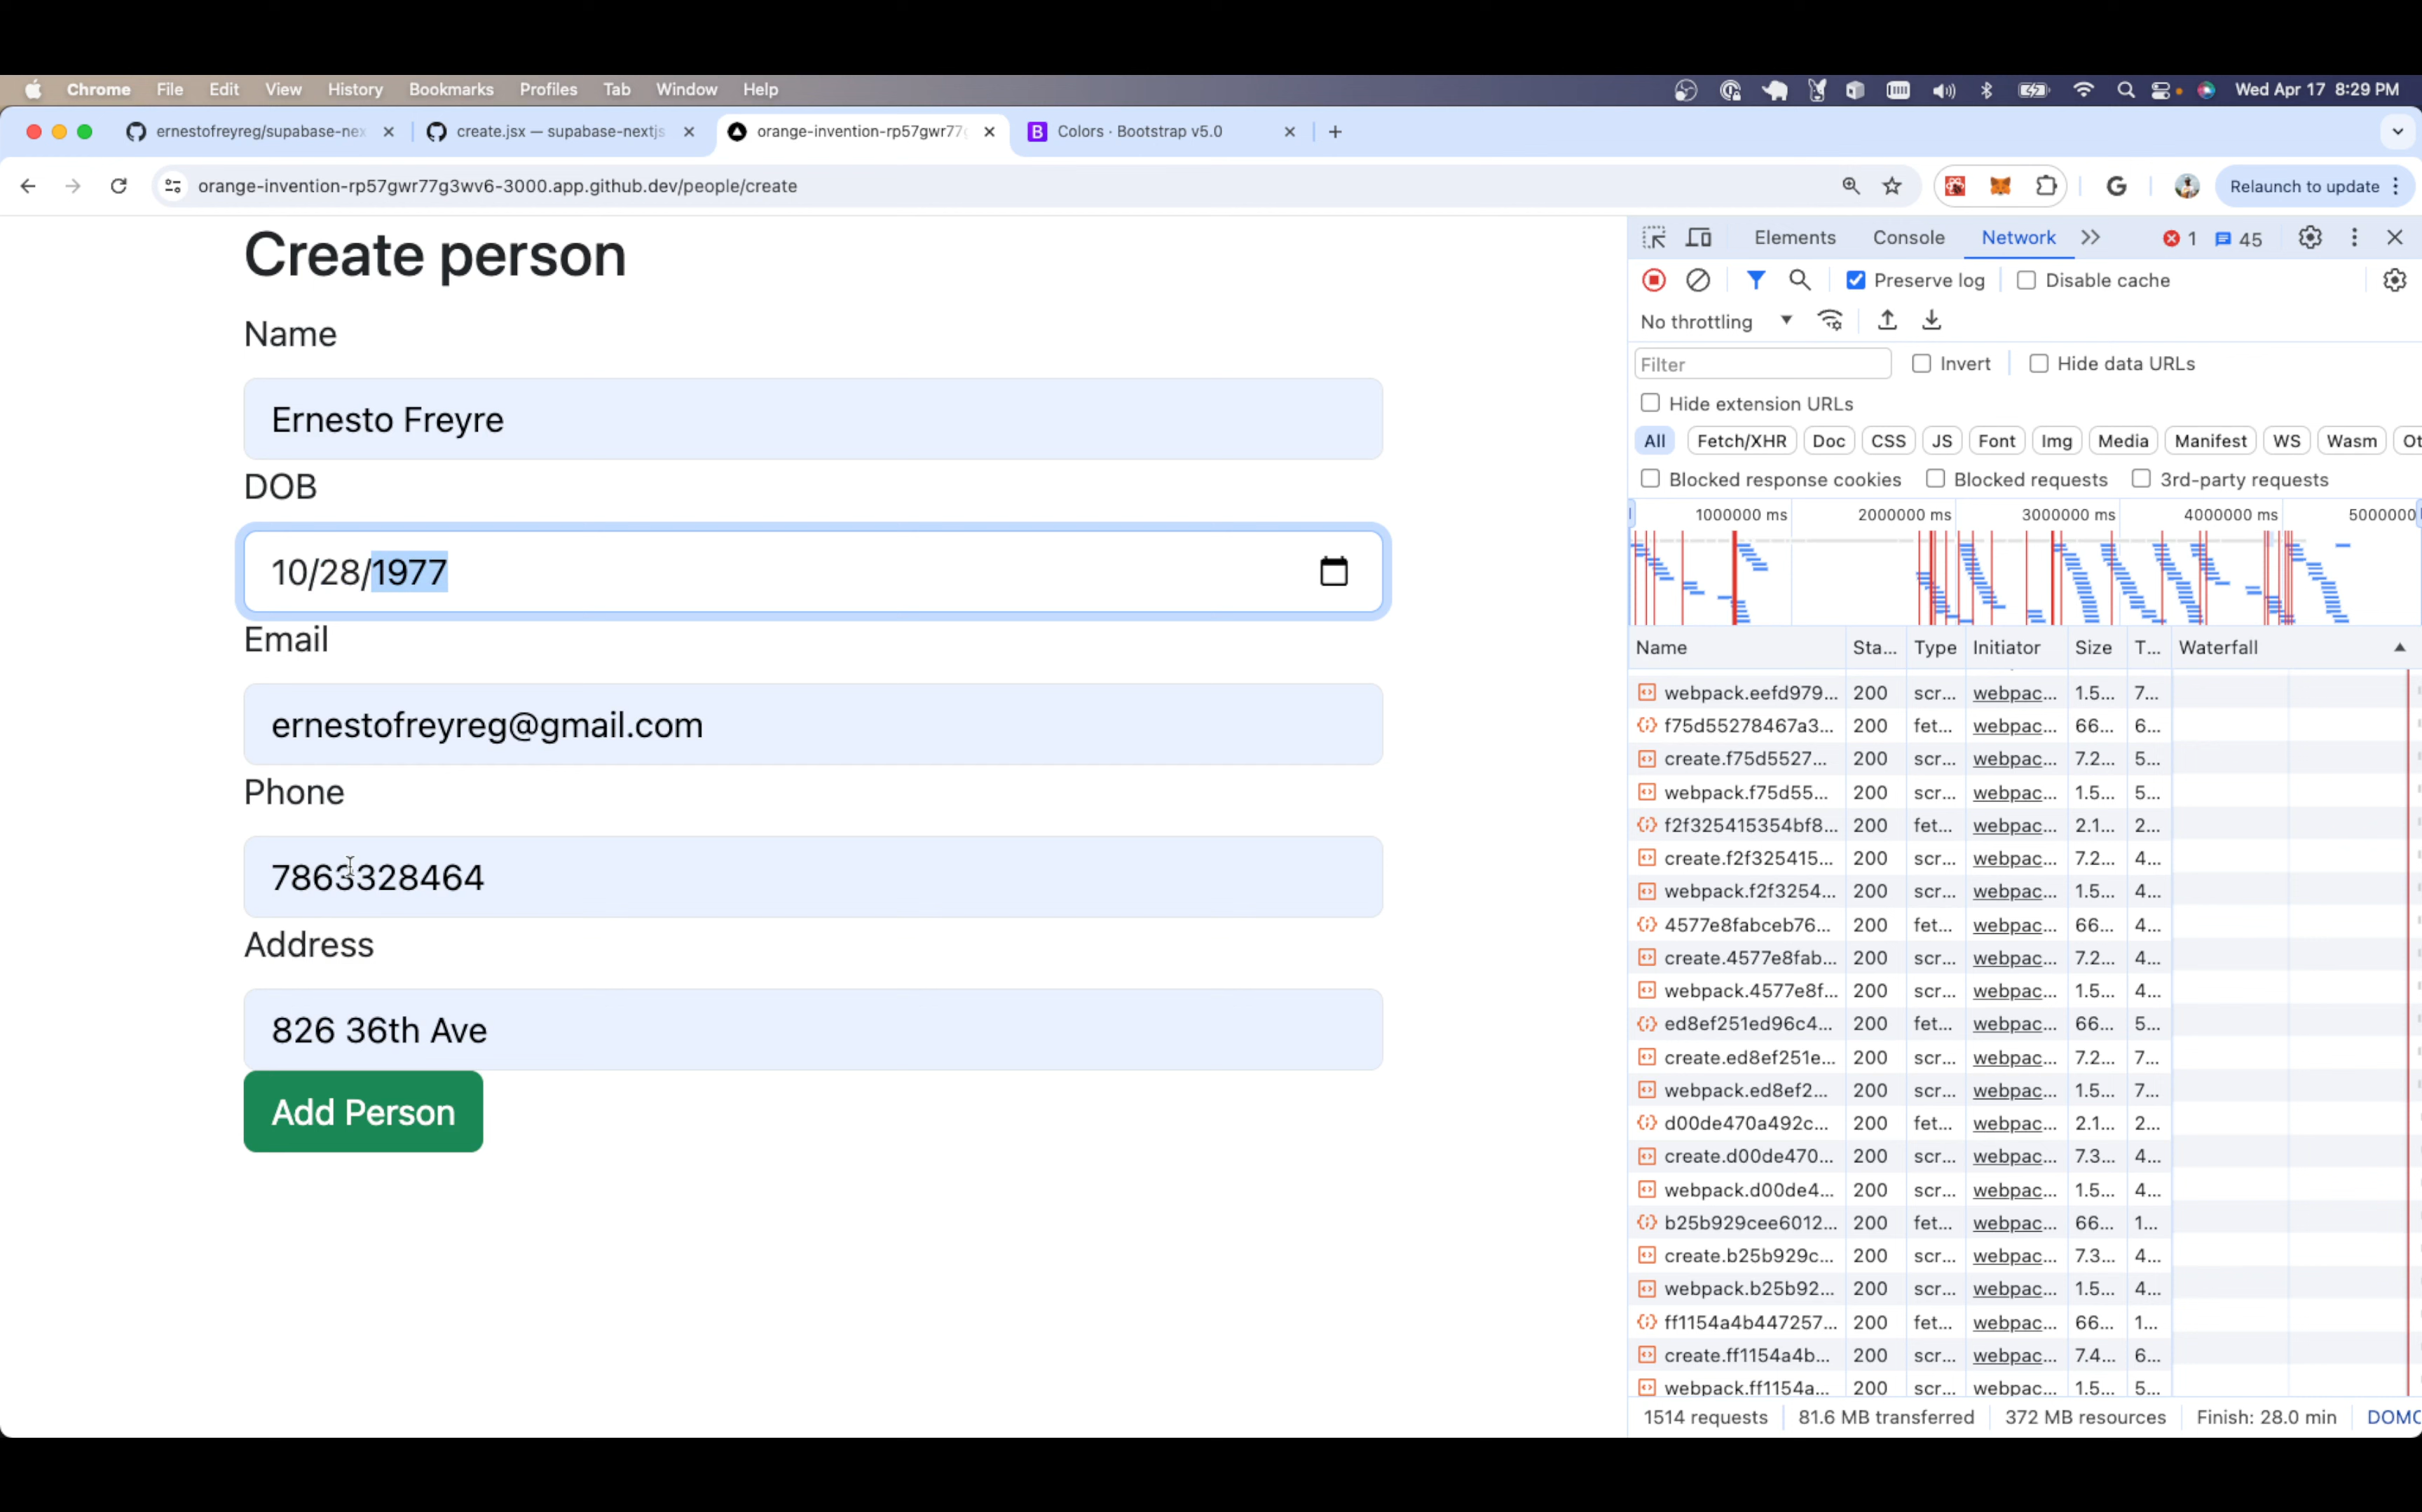 Chrome File Edit View History Bookmarks Profiles Tab Window Help Wed Apr 17 8:29 PM
ernestofreyreg/supabase-nex create.jsx — supabase-nextjs orange-invention-rp57gwr77g Colors · Bootstrap v5.0
orange-invention-rp57gwr77g3wv6-3000.app.github.dev/people/create Relaunch to update
Create person
Name
Ernesto Freyre
DOB
10/28/1977
Email
ernestofreyreg@gmail.com
Phone
7863328464
Address
826 36th Ave
Add Person
Elements Console Network 1 45
Preserve log Disable cache
No throttling
Filter Invert Hide data URLs
Hide extension URLs
All Fetch/XHR Doc CSS JS Font Img Media Manifest WS Wasm Ot
Blocked response cookies Blocked requests 3rd-party requests
1000000 ms 2000000 ms 3000000 ms 4000000 ms 5000000
Name Sta... Type Initiator Size T... Waterfall
webpack.eefd979... 200 scr... webpac... 1.5... 7...
f75d55278467a3... 200 fet... webpac... 66... 6...
create.f75d5527... 200 scr... webpac... 7.2... 5...
webpack.f75d55... 200 scr... webpac... 1.5... 5...
f2f325415354bf8... 200 fet... webpac... 2.1... 2...
create.f2f325415... 200 scr... webpac... 7.2... 4...
webpack.f2f3254... 200 scr... webpac... 1.5... 4...
4577e8fabceb76... 200 fet... webpac... 66... 4...
create.4577e8fab... 200 scr... webpac... 7.2... 4...
webpack.4577e8f... 200 scr... webpac... 1.5... 4...
ed8ef251ed96c4... 200 fet... webpac... 66... 5...
create.ed8ef251e... 200 scr... webpac... 7.2... 7...
webpack.ed8ef2... 200 scr... webpac... 1.5... 7...
d00de470a492c... 200 fet... webpac... 2.1... 2...
create.d00de470... 200 scr... webpac... 7.3... 4...
webpack.d00de4... 200 scr... webpac... 1.5... 4...
b25b929cee6012... 200 fet... webpac... 66... 1...
create.b25b929c... 200 scr... webpac... 7.3... 4...
webpack.b25b92... 200 scr... webpac... 1.5... 4...
ff1154a4b447257... 200 fet... webpac... 66... 1...
create.ff1154a4b... 200 scr... webpac... 7.4... 6...
webpack.ff1154a... 200 scr... webpac... 1.5... 5...
1514 requests 81.6 MB transferred 372 MB resources Finish: 28.0 min DOMC